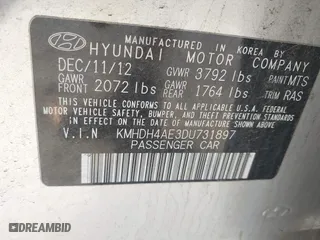 MANUFACTURED IN KOREA BY
HYUNDAI MOTOR COMPANY
DEC/11/12 GVWR 3792 lbs PAINT MTS
GAWR FRONT 2072 lbs GAWR REAR 1764 lbs TRIM RAS
THIS VEHICLE CONFORMS TO ALL APPLICABLE
FEDERAL MOTOR VEHICLE SAFETY, BUMPER, AND
THEFT PREVENTION STANDARDS IN EFFECT ON
THE DATE OF MANUFACTURE SHOWN ABOVE.
V.I.N KMHDH4AE3DU731897
PASSENGER CAR
DREAMBID